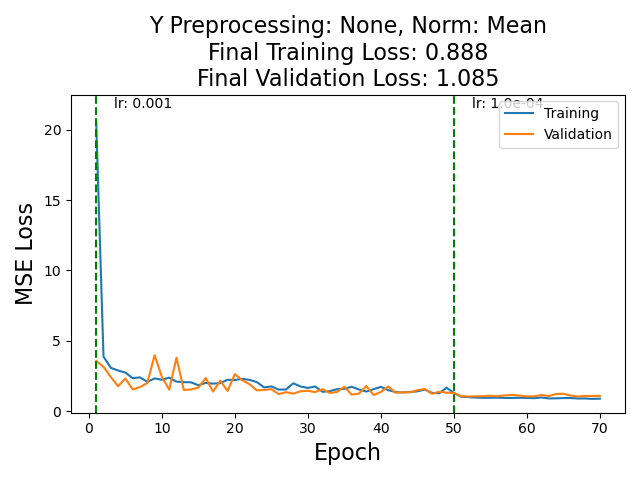 Y Preprocessing: None, Norm: Mean
Final Training Loss: 0.888
Final Validation Loss: 1.085
lr: 0.001
lr: 1.0e-04
Training
Validation
MSE Loss
20
15
10
5
0
0 10 20 30 40 50 60 70
Epoch